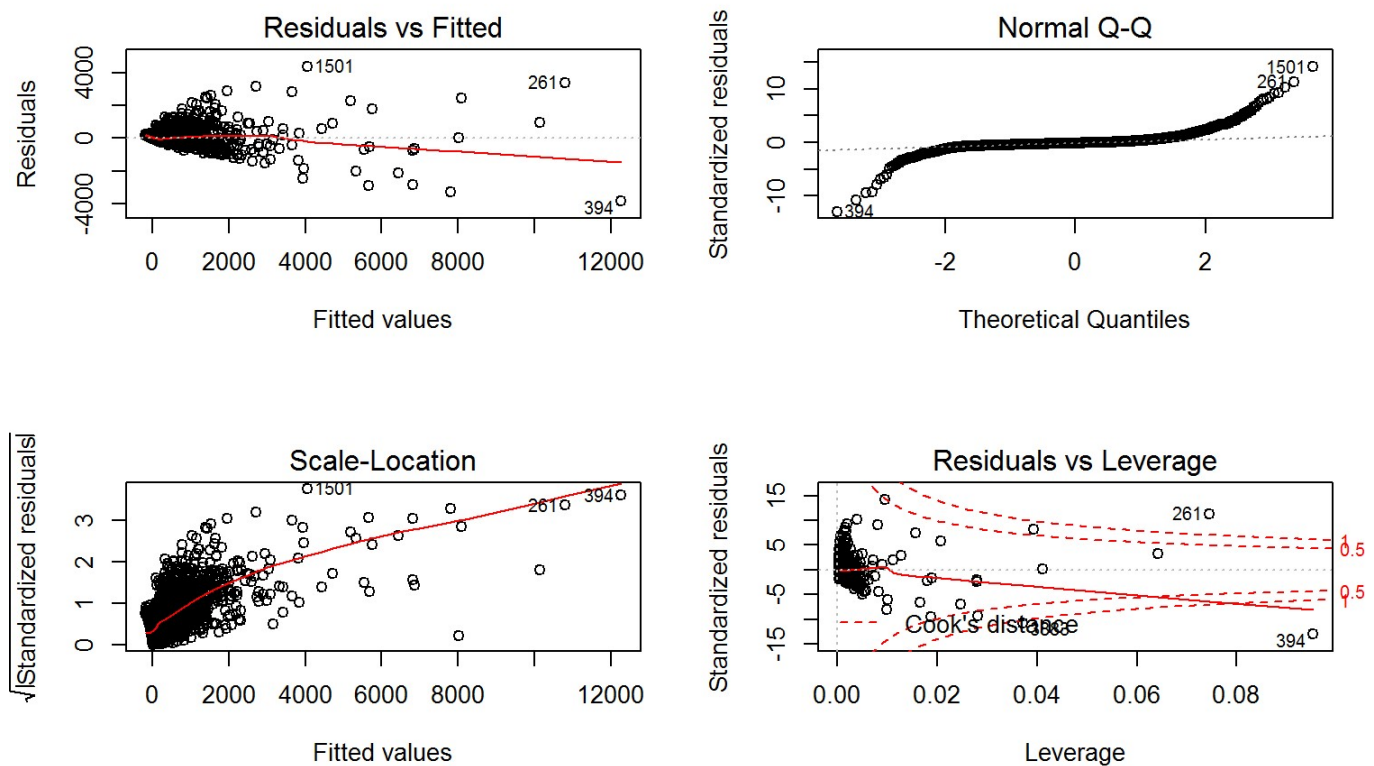 Residuals vs Fitted
Residuals
4000
0
-4000
1501
261
394
0 2000 4000 6000 8000 12000
Fitted values
Normal Q-Q
Standardized residuals
10
0
-10
1501
261
394
-2 0 2
Theoretical Quantiles
Scale-Location
√|Standardized residuals|
3
2
1
0
1501
261
394
0 2000 4000 6000 8000 12000
Fitted values
Residuals vs Leverage
Standardized residuals
15
5
-5
-15
261
1
0.5
0.5
1
Cook's distance
394
0.00 0.02 0.04 0.06 0.08
Leverage